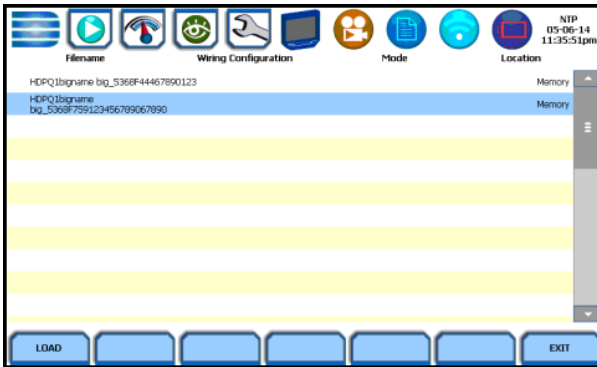 NTP
05-06-14
11:35:51pm
Filename Wiring Configuration Mode Location
HDPQ1bigname big_5368F44467890123 Memory
HDPQ1bigname
big_5368F759123456789067890 Memory
LOAD EXIT